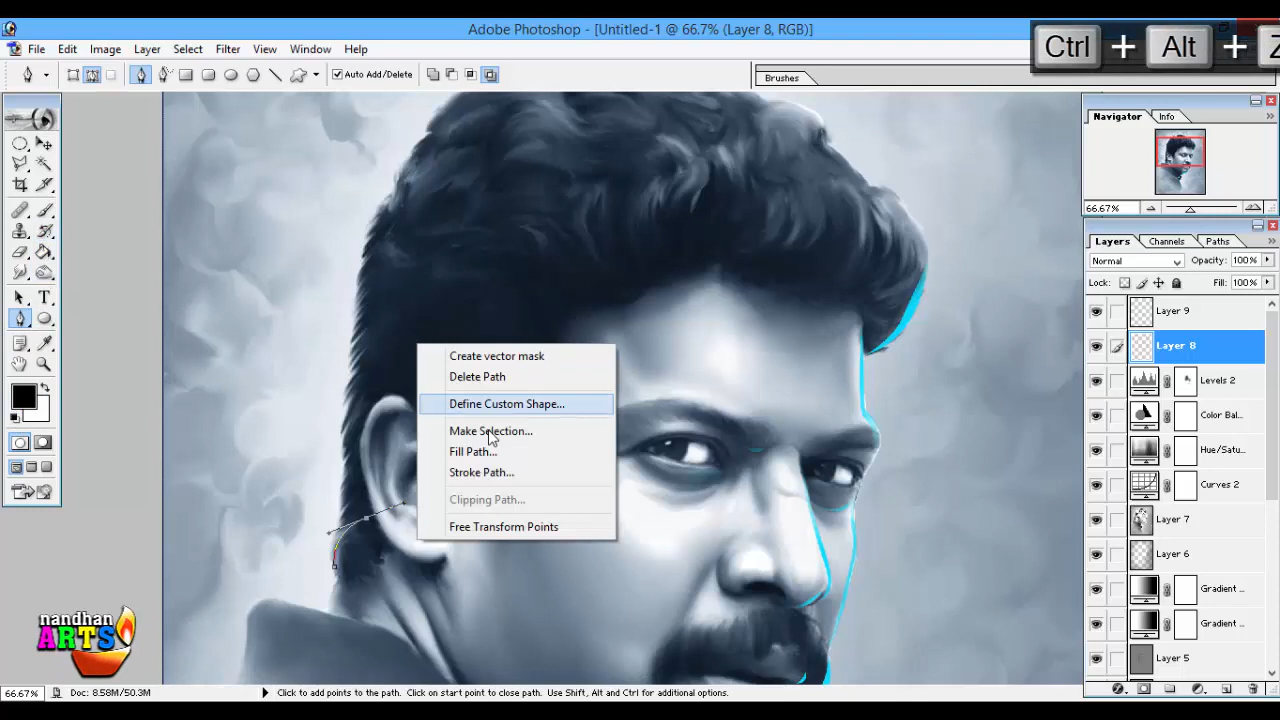 Adobe Photoshop - [Untitled-1 @ 66.7% (Layer 8, RGB)]
Ctrl + Alt + Z
File Edit Image Layer Select Filter View Window Help
Auto Add/Delete
Brushes
Navigator Info
66.67%
Layers Channels Paths
Normal Opacity: 100%
Lock: Fill: 100%
Layer 9
Layer 8
Levels 2
Color Bal...
Hue/Satu...
Curves 2
Layer 7
Layer 6
Gradient ...
Gradient ...
Layer 5
Create vector mask
Delete Path
Define Custom Shape...
Make Selection...
Fill Path...
Stroke Path...
Clipping Path...
Free Transform Points
nandhan
ARTS
66.67% Doc: 8.58M/50.3M Click to add points to the path. Click on start point to close path. Use Shift, Alt and Ctrl for additional options.